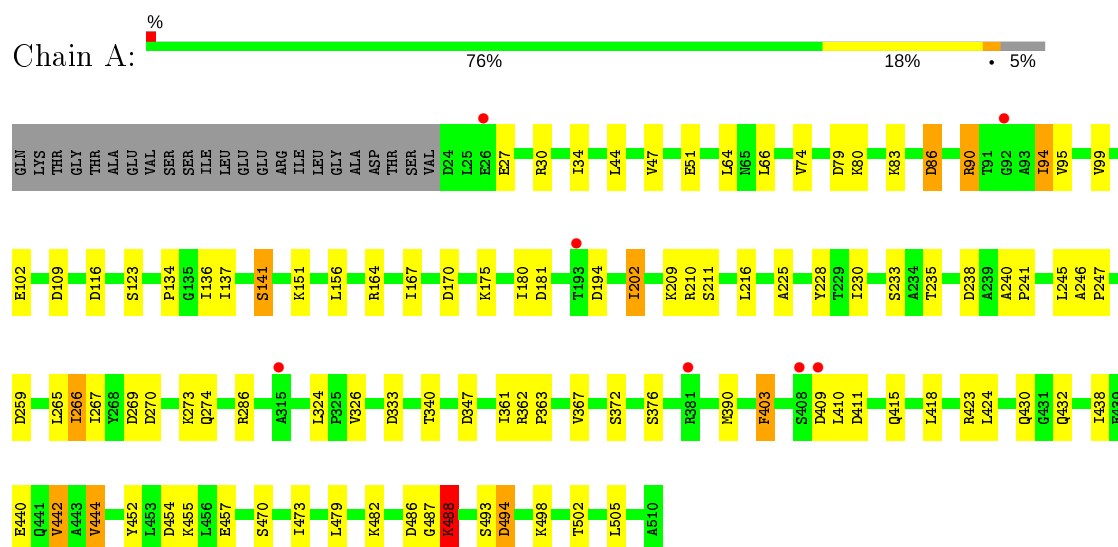 %
Chain A:
76% 18% • 5%
GLN LYS THR GLY THR ALA GLU VAL SER SER ILE LEU GLU GLU ARG ILE LEU GLY ALA ASP THR SER VAL D24 L25 E26 E27 R30 I34 L44 V47 E51 L64 N65 L66 V74 D79 K80 K83 D86 R90 T91 G92 A93 I94 V95 V99
E102 D109 D116 S123 P134 G135 I136 I137 S141 K151 L156 R164 I167 D170 K175 I180 D181 T193 D194 I202 K209 R210 S211 L216 A225 Y228 T229 I230 S233 A234 T235 D238 A239 A240 P241 L245 A246 P247
D259 L265 I266 I267 Y268 D269 D270 K273 Q274 R286 A315 L324 P325 V326 D333 T340 D347 I361 R362 P363 V367 S372 S376 R381 M390 F403 S408 D409 L410 D411 Q415 L418 R423 L424 Q430 G431 Q432 I438 E439
E440 Q441 V442 A443 V444 Y452 L453 D454 K455 L456 E457 S470 I473 L479 K482 D486 G487 K488 S493 D494 K498 T502 L505 A510